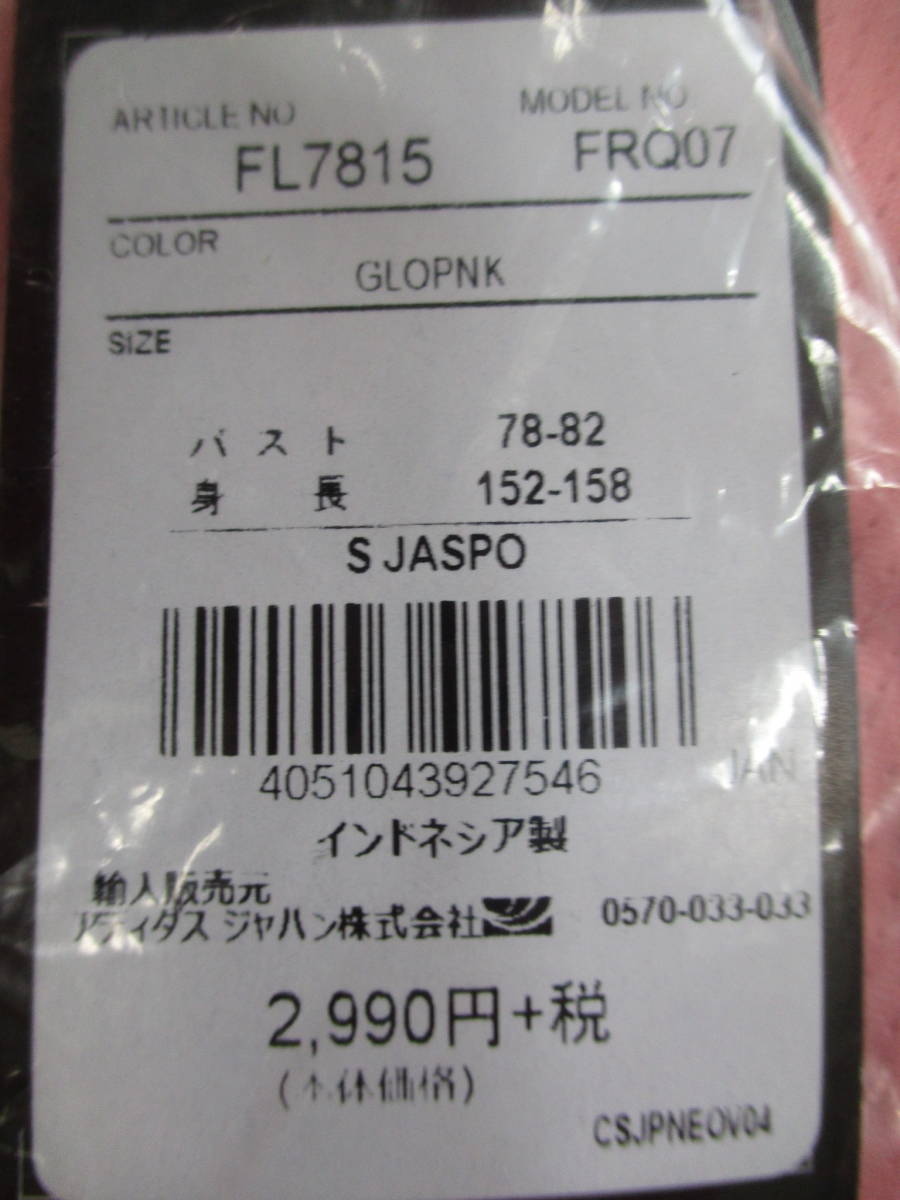 ARTICLE NO
MODEL NO
FL7815
FRQ07
COLOR
GLOPNK
SIZE
バスト 78-82
身長 152-158
S JASPO
4051043927546
JAN
インドネシア製
輸入販売元
アディダス ジャパン株式会社 0570-033-033
2,990円+税
(本体価格)
CSJPNEOV04